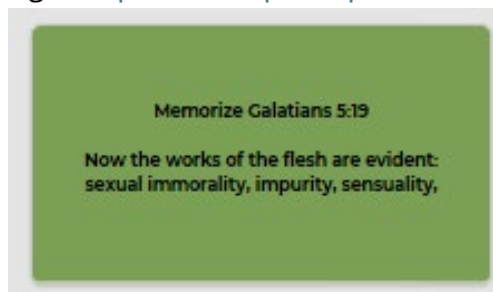 Memorize Galatians 5:19
Now the works of the flesh are evident:
sexual immorality, impurity, sensuality,